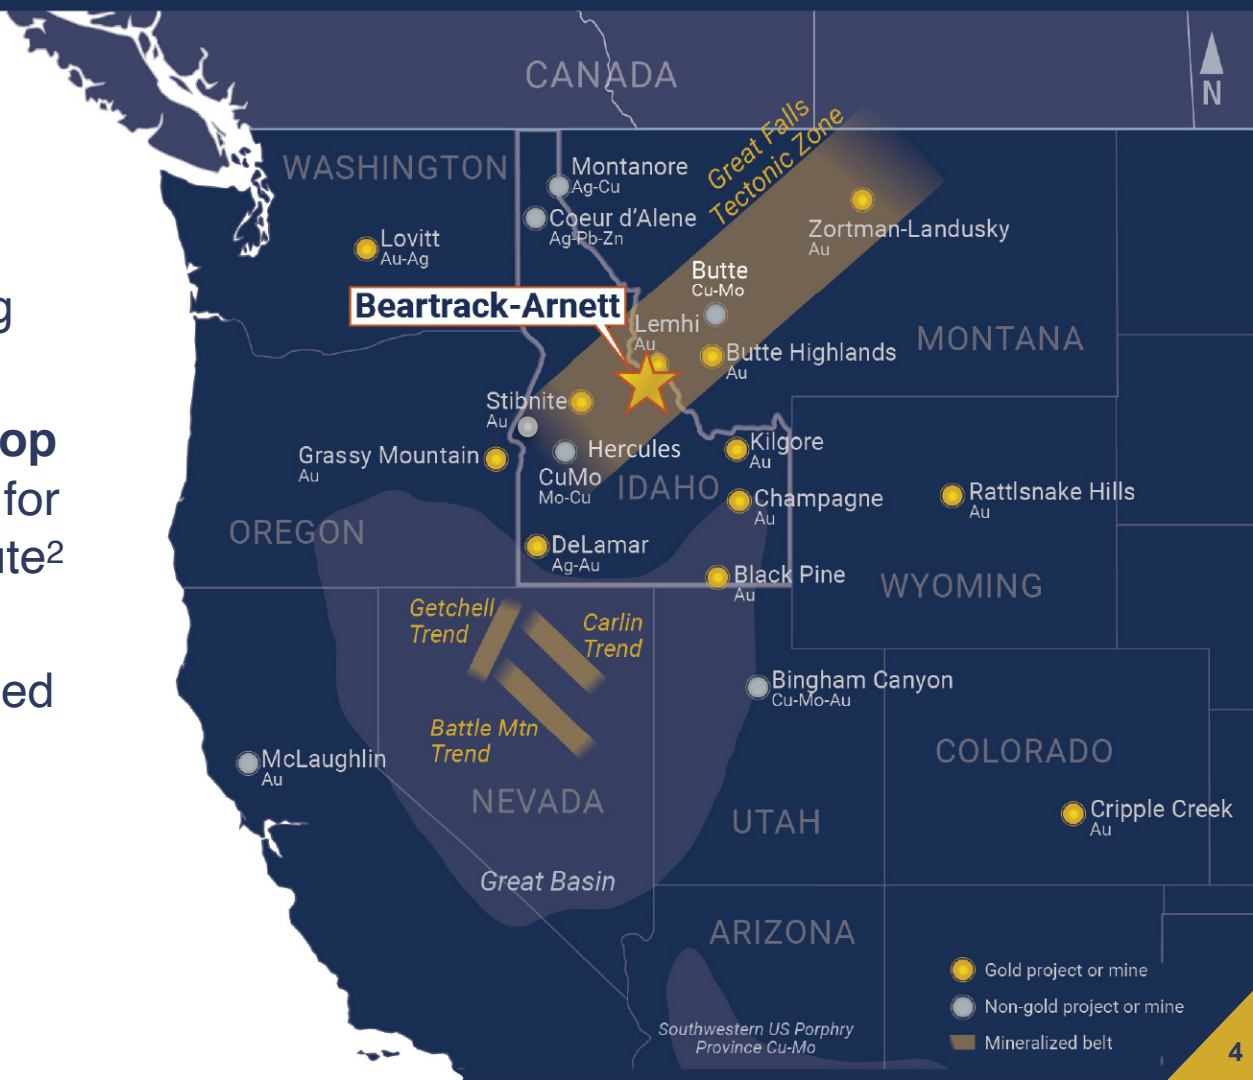 CANADA
N
Great Falls
Tectonic Zone
WASHINGTON
Montanore
Ag-Cu
Coeur d'Alene
Ag-Pb-Zn
Lovitt
Au-Ag
Zortman-Landusky
Au
Butte
Cu-Mo
g
Beartrack-Arnett
Lemhi
Au
MONTANA
Butte Highlands
Au
Stibnite
Au
op
Grassy Mountain
Au
Hercules
CuMo
Mo-Cu
IDAHO
Kilgore
Au
for
Champagne
Au
Rattlsnake Hills
Au
OREGON
ute²
DeLamar
Ag-Au
Black Pine
Au
WYOMING
Getchell
Trend
Carlin
Trend
ed
Bingham Canyon
Cu-Mo-Au
Battle Mtn
Trend
McLaughlin
Au
COLORADO
NEVADA
UTAH
Cripple Creek
Au
Great Basin
ARIZONA
Gold project or mine
Non-gold project or mine
Mineralized belt
Southwestern US Porphry
Province Cu-Mo
4